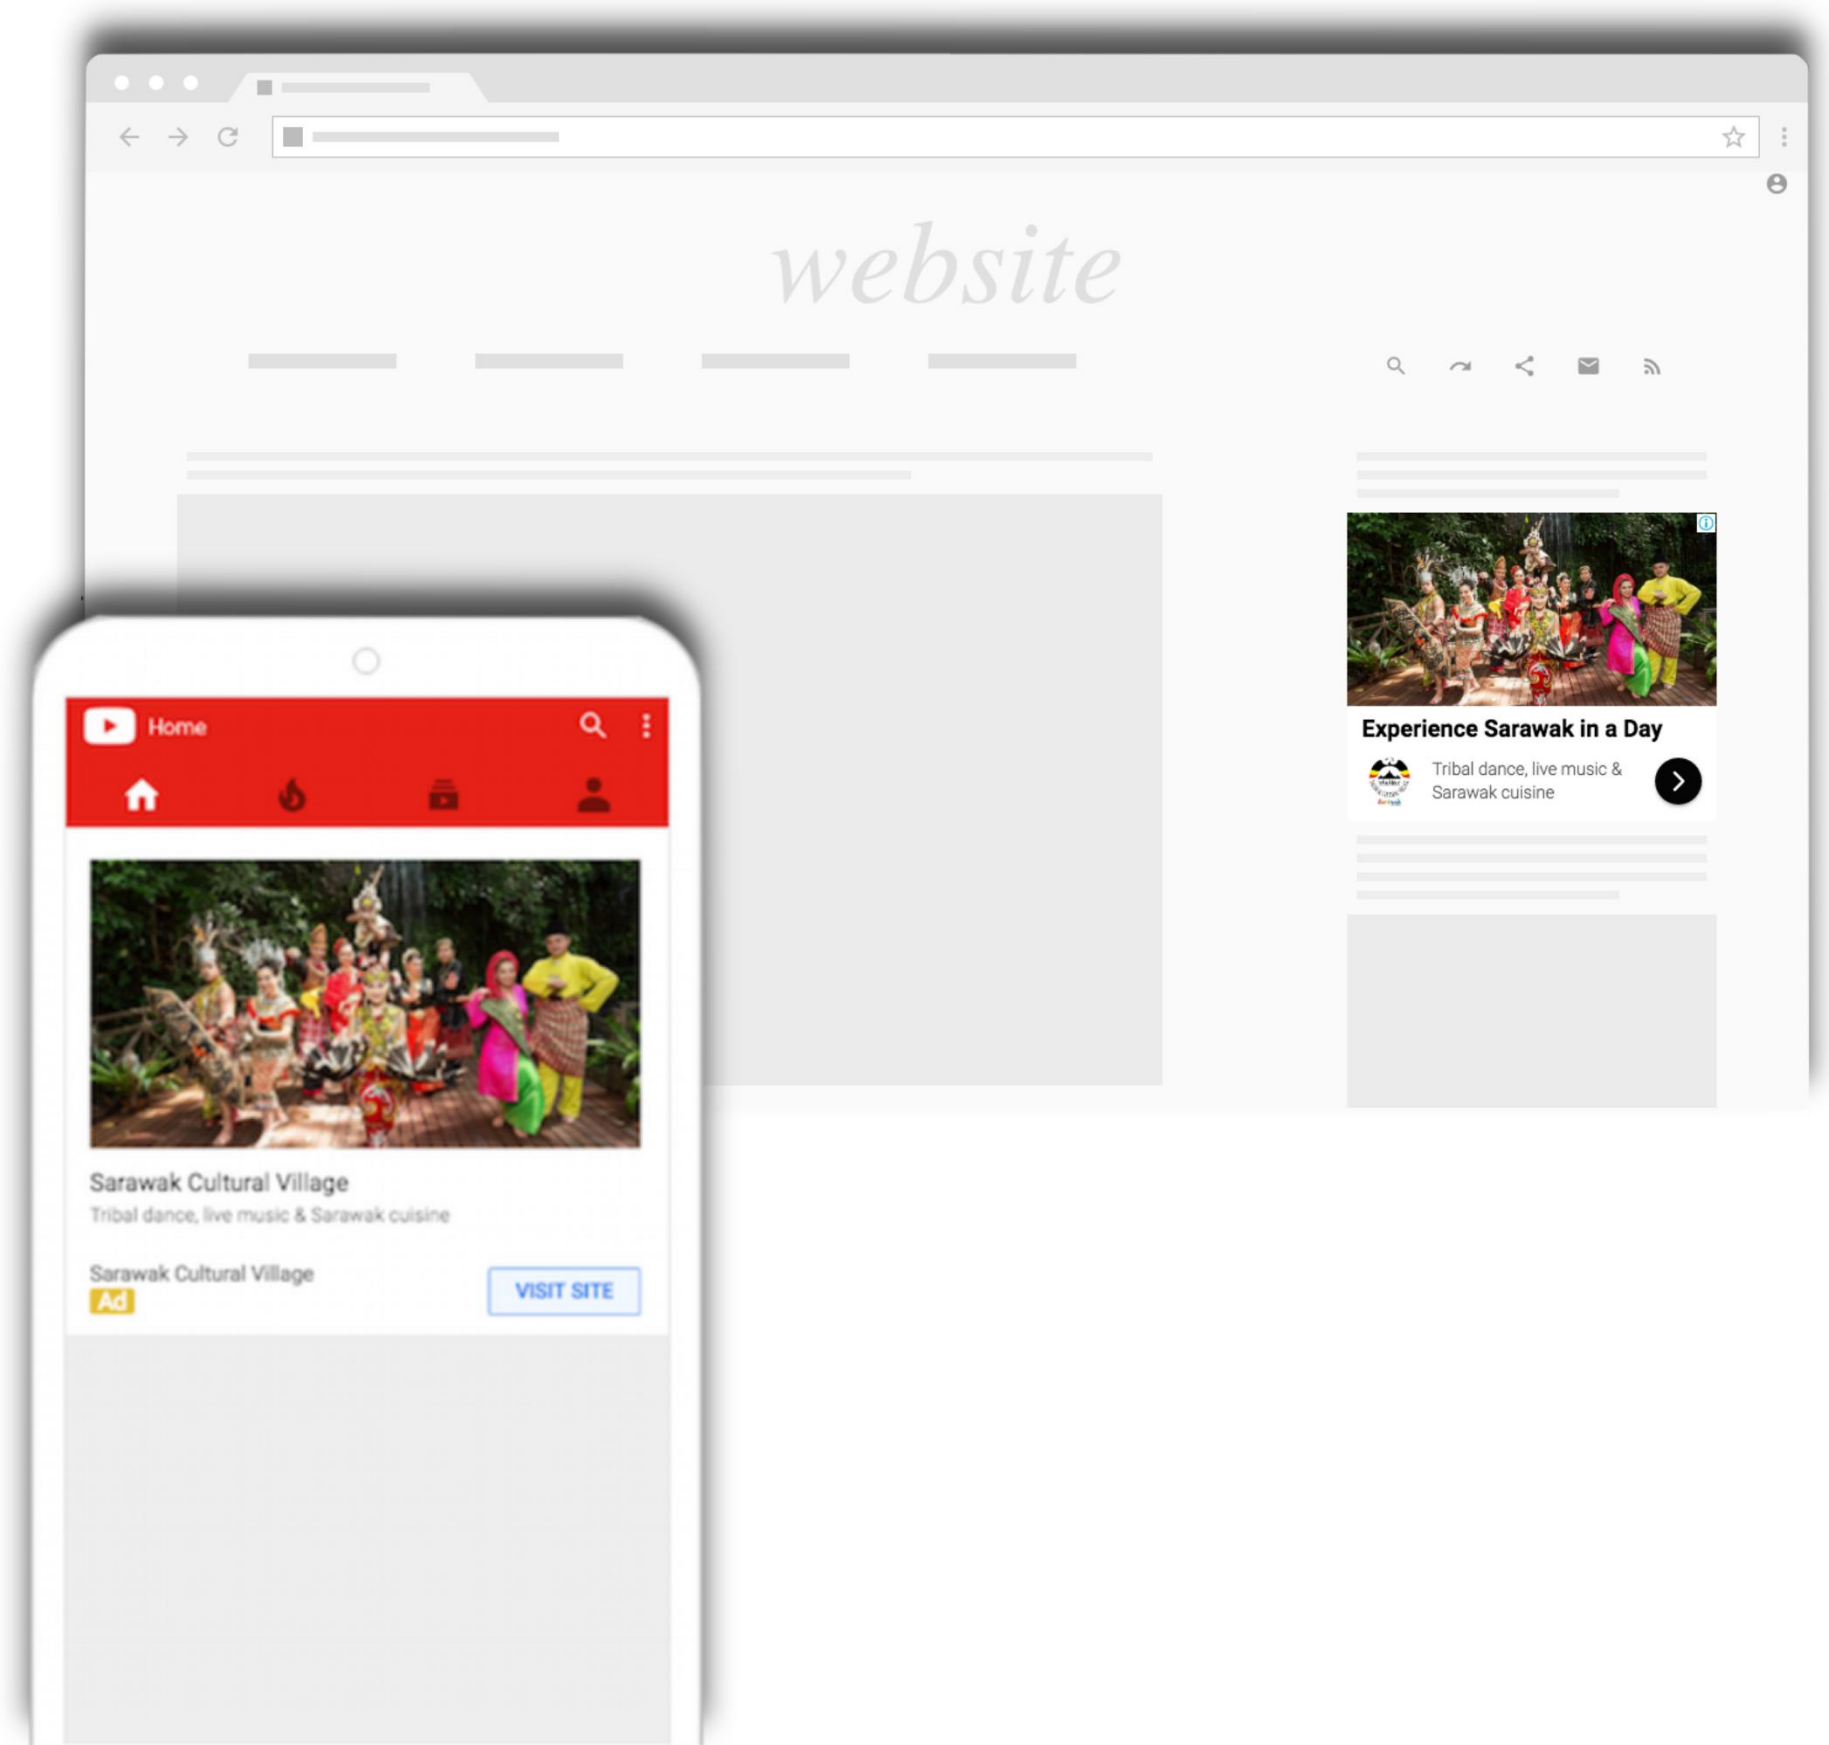 website
Experience Sarawak in a Day
Tribal dance, live music &
Sarawak cuisine
Home
Sarawak Cultural Village
Tribal dance, live music & Sarawak cuisine
Sarawak Cultural Village
Ad
VISIT SITE